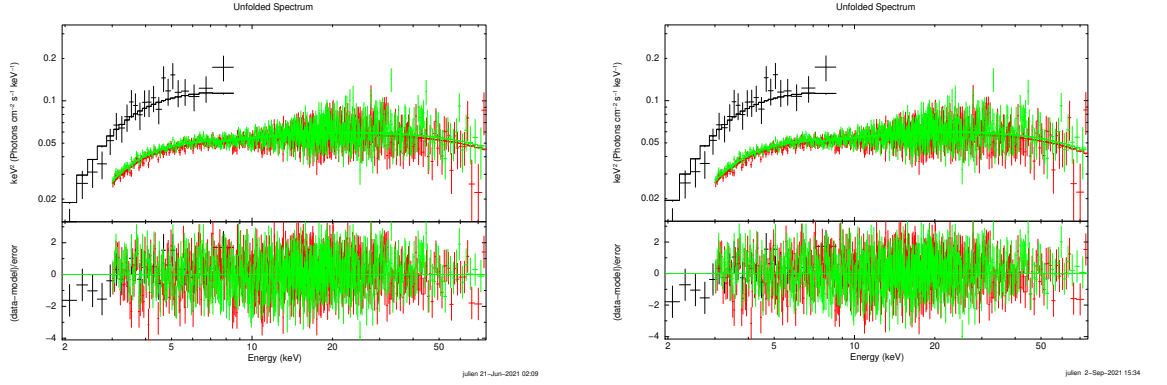 Unfolded Spectrum
keV² (Photons cm⁻² s⁻¹ keV⁻¹)
0.2
0.1
0.05
0.02
(data−model)/error
2
0
−2
−4
2
5
10
20
50
Energy (keV)
julien 21−Jun−2021 02:09
Unfolded Spectrum
keV² (Photons cm⁻² s⁻¹ keV⁻¹)
0.2
0.1
0.05
0.02
(data−model)/error
2
0
−2
−4
2
5
10
20
50
Energy (keV)
julien 2−Sep−2021 15:34